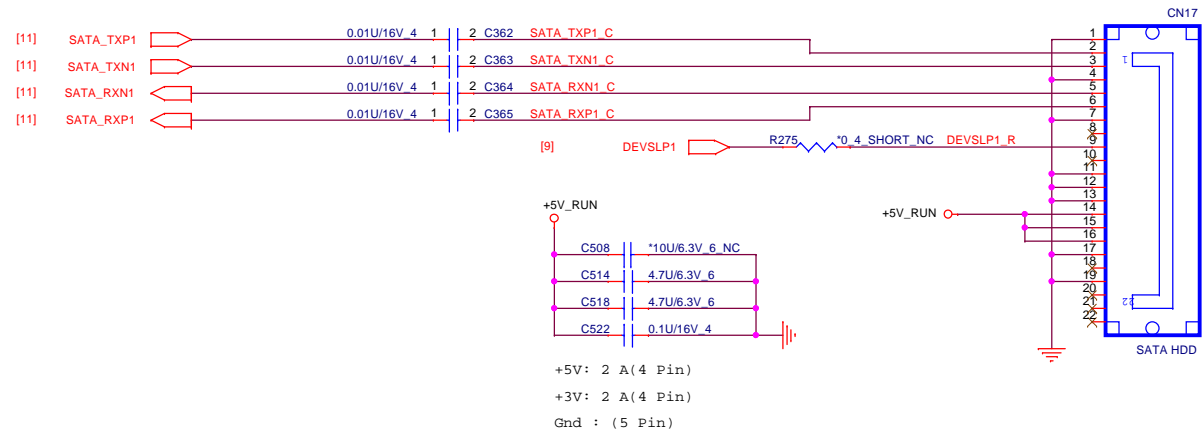 CN17
[11] SATA_TXP1 0.01U/16V_4 1 2 C362 SATA_TXP1_C 1
2
[11] SATA_TXN1 0.01U/16V_4 1 2 C363 SATA_TXN1_C 3
1
4
[11] SATA_RXN1 0.01U/16V_4 1 2 C364 SATA_RXN1_C 5
6
[11] SATA_RXP1 0.01U/16V_4 1 2 C365 SATA_RXP1_C 7
8
[9] DEVSLP1 R275 *0_4_SHORT_NC DEVSLP1_R 9
10
11
12
13
+5V_RUN
+5V_RUN 14
15
16
C508 *10U/6.3V_6_NC 17
18
C514 4.7U/6.3V_6 19
20
C518 4.7U/6.3V_6 21
22
22
C522 0.1U/16V_4
SATA HDD
+5V: 2 A(4 Pin)
+3V: 2 A(4 Pin)
Gnd : (5 Pin)